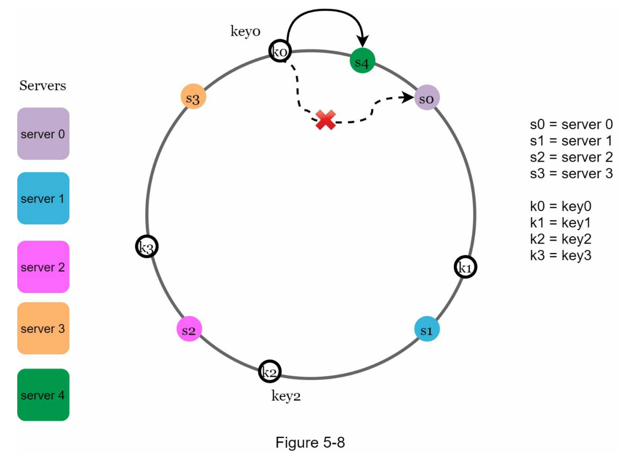 key0
k0
s4
s3
s0
Servers
server 0
server 1
server 2
server 3
server 4
s0 = server 0
s1 = server 1
s2 = server 2
s3 = server 3
k0 = key0
k1 = key1
k2 = key2
k3 = key3
k3
k1
s2
s1
k2
key2
Figure 5-8